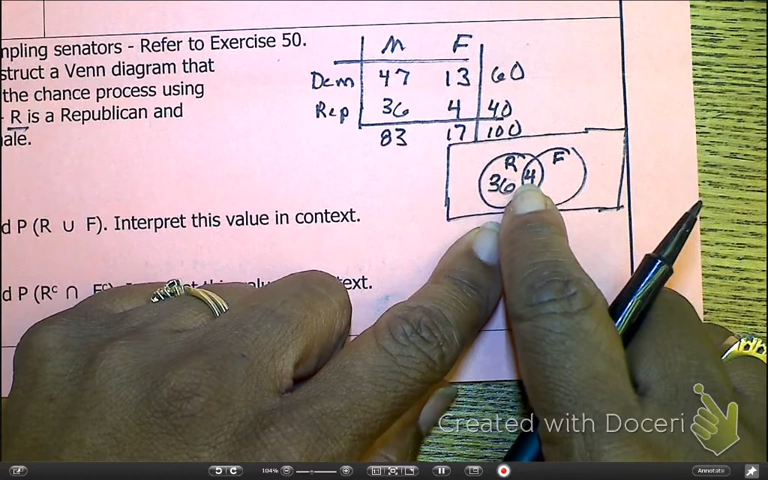 mpling senators - Refer to Exercise 50.
struct a Venn diagram that
the chance process using
R is a Republican and
ale.
M F
Dem 47 13 60
Rep 36 4 40
83 17 100
R F
36 4
d P (R ∪ F). Interpret this value in context.
d P (Rᶜ ∩ Fᶜ). text.
Created with Doceri
104%
Annotate